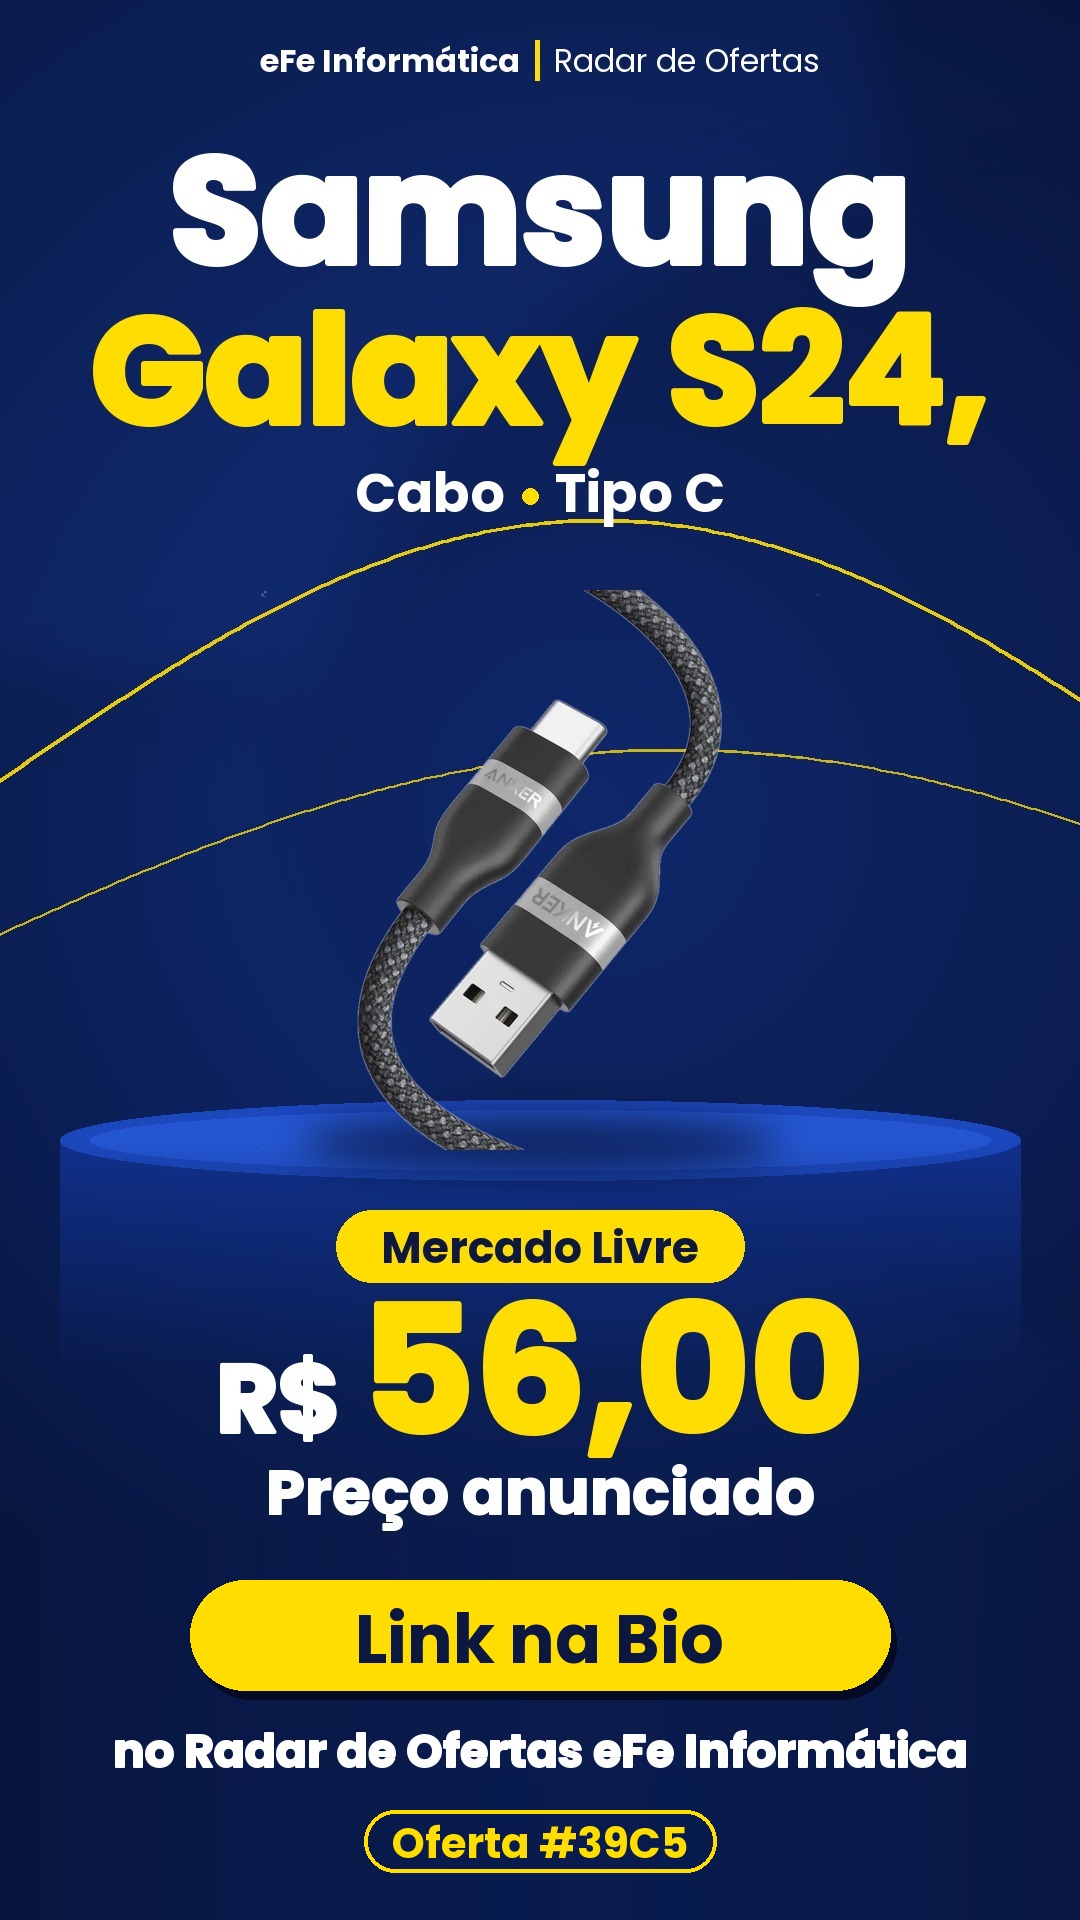 eFe Informática | Radar de Ofertas
Samsung
Galaxy S24,
Cabo • Tipo C
ANKER
ANKER
Mercado Livre
R$ 56,00
Preço anunciado
Link na Bio
no Radar de Ofertas eFe Informática
Oferta #39C5